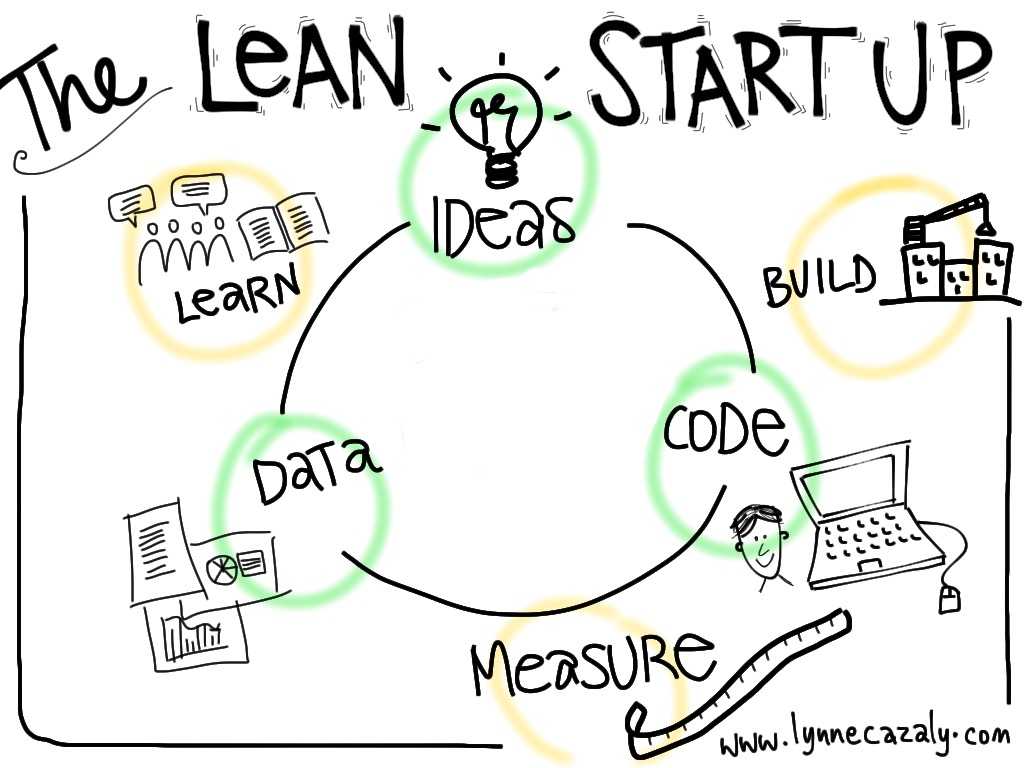 The LeAN START UP
IDeas
LeaRN
BUILD
CODe
DaTa
MeaSURe
www.lynnecazaly.com